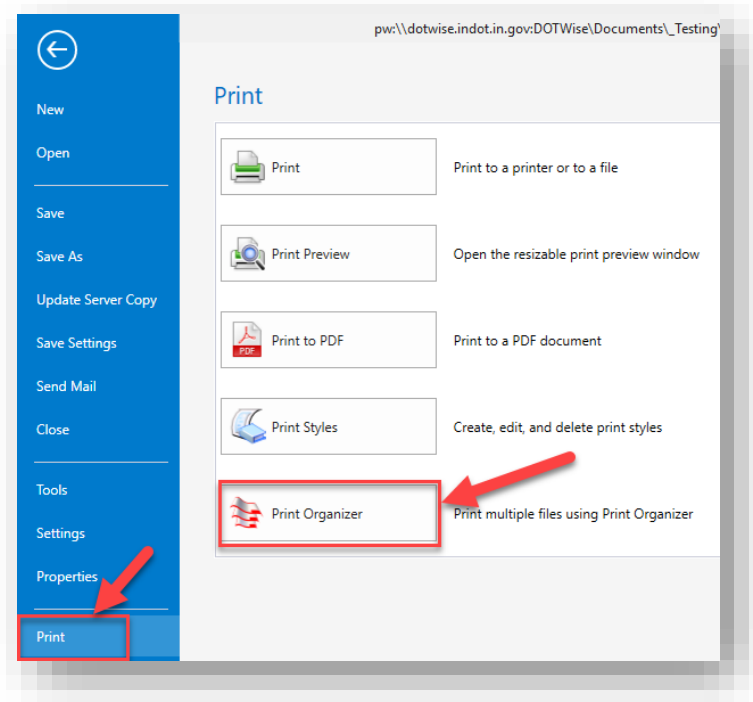 pw:\\dotwise.indot.in.gov:DOTWise\Documents\_Testing\
New
Open
Save
Save As
Update Server Copy
Save Settings
Send Mail
Close
Tools
Settings
Properties
Print
Print
Print
Print to a printer or to a file
Print Preview
Open the resizable print preview window
PDF
Print to PDF
Print to a PDF document
Print Styles
Create, edit, and delete print styles
Print Organizer
Print multiple files using Print Organizer